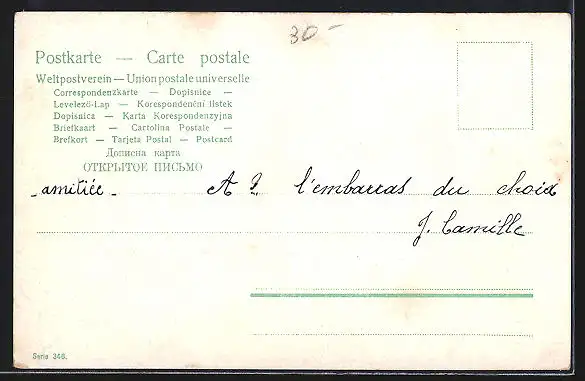 30-
Postkarte — Carte postale
Weltpostverein — Union postale universelle
Correspondenzkarte — Dopisnice —
Levelező-Lap — Korespondenční lístek
Dopisnica — Karta Korespondenzyjna
Briefkaart — Cartolina Postale —
Brefkort — Tarjeta Postal — Postcard
Дописна карта
ОТКРЫТОЕ ПИСЬМО
- amitiée - A ? l'embarras du choix
J. Camille
Serie 346.